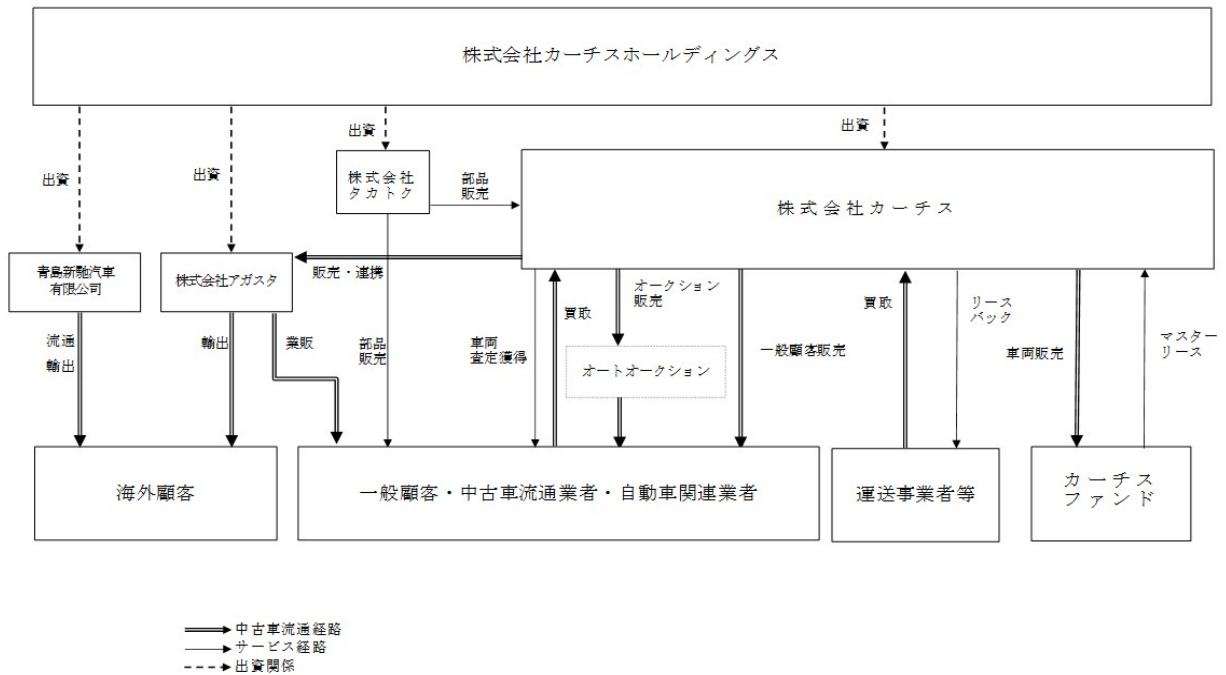 株式会社カーチスホールディングス
出資
出資
出資
出資
株式会社
タカトク
部品
販売
株式会社カーチス
青島新馳汽車
有限公司
株式会社アガスタ
販売・連携
流通
輸出
輸出
業販
部品
販売
車両
査定獲得
買取
オークション
販売
オートオークション
一般顧客販売
買取
リース
バック
車両販売
マスター
リース
海外顧客
一般顧客・中古車流通業者・自動車関連業者
運送事業者等
カーチス
ファンド
中古車流通経路
サービス経路
出資関係